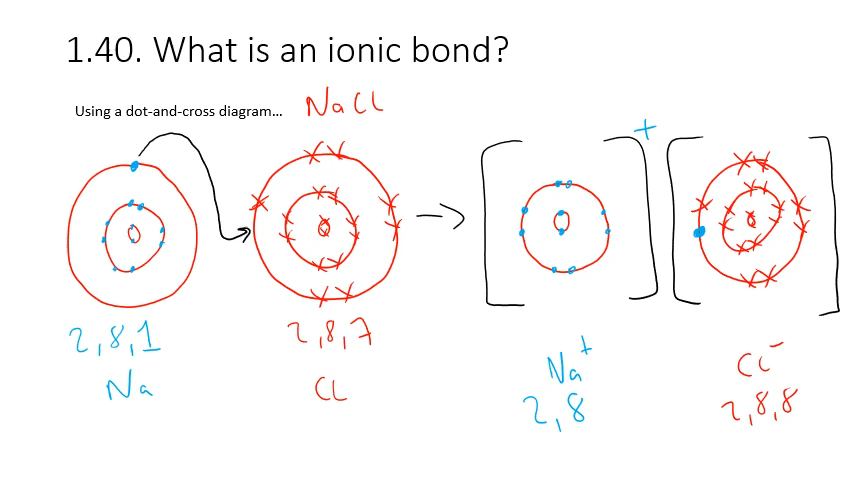 1.40. What is an ionic bond?
Using a dot-and-cross diagram...
NaCl
+
2,8,1
2,8,7
Na
Cl
Na+
Cl-
2,8
2,8,8